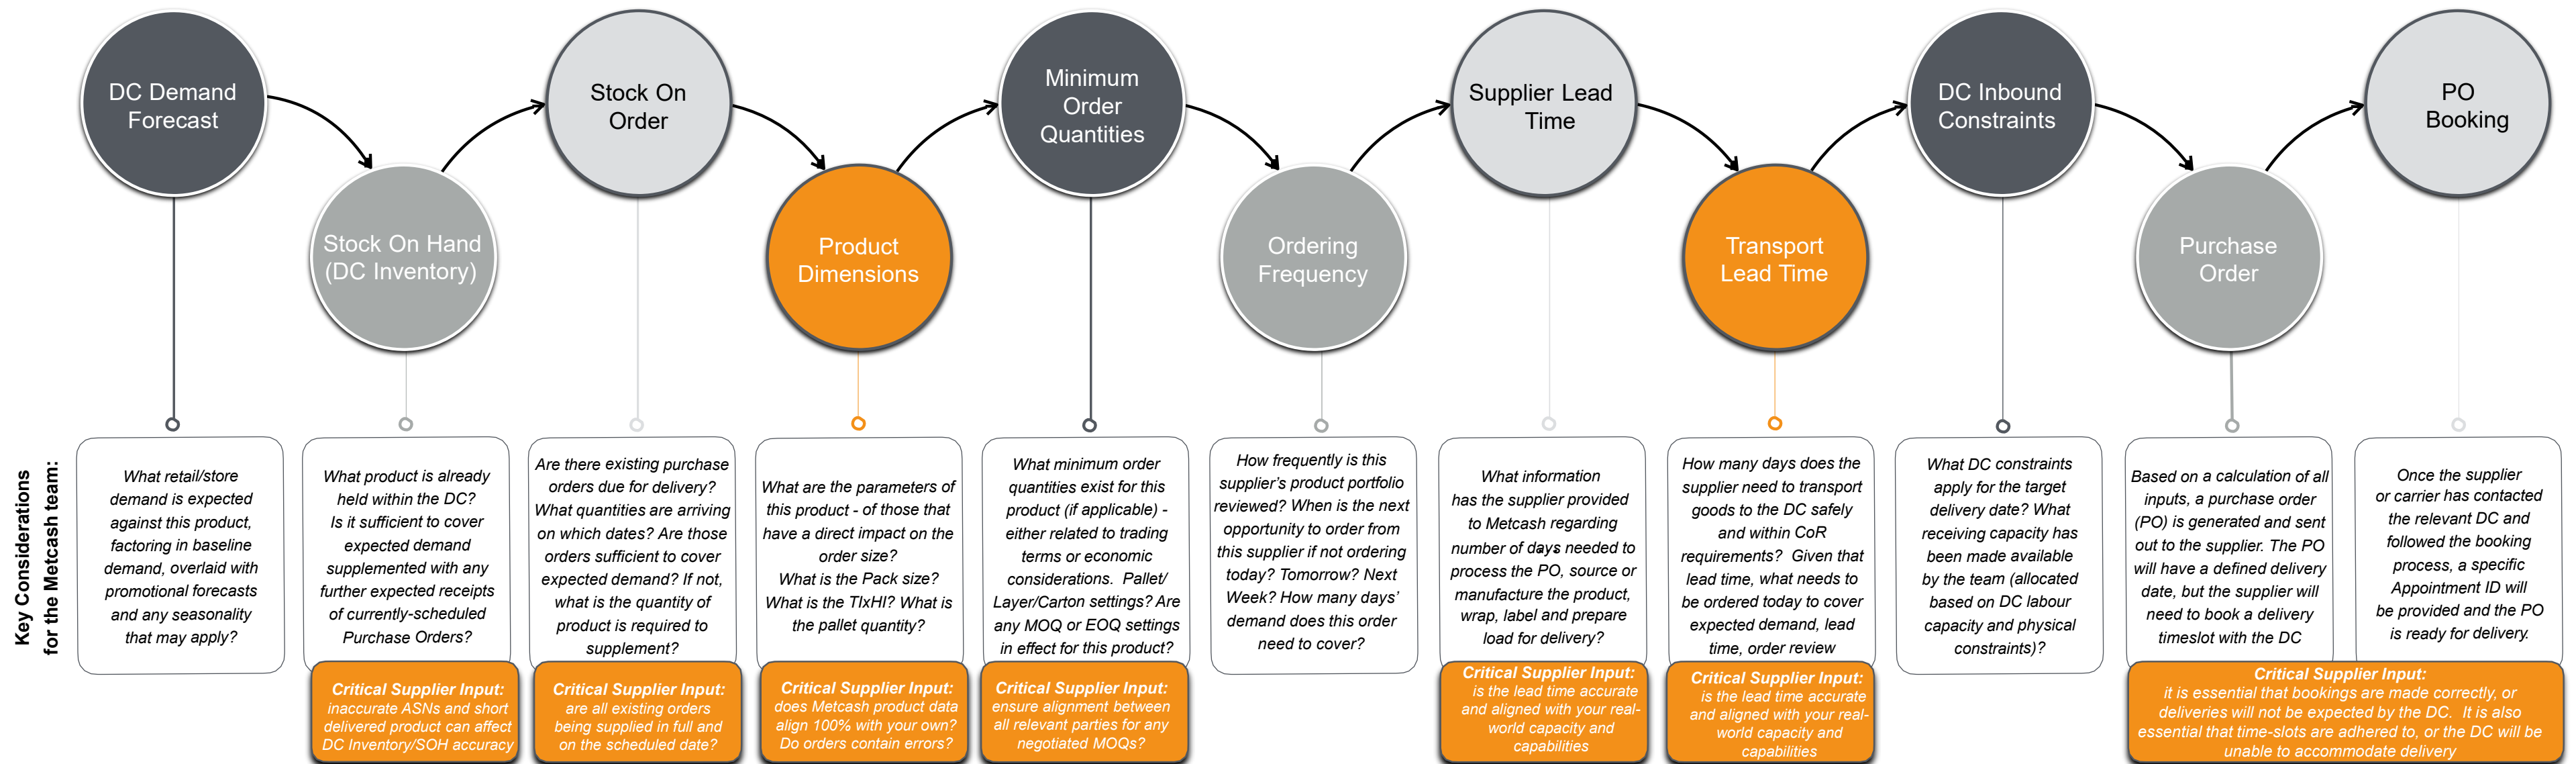 DC Demand
Forecast
Stock On Hand
(DC Inventory)
Stock On
Order
Product
Dimensions
Minimum
Order
Quantities
Ordering
Frequency
Supplier Lead
Time
Transport
Lead Time
DC Inbound
Constraints
Purchase
Order
PO
Booking
Key Considerations
for the Metcash team:
What retail/store
demand is expected
against this product,
factoring in baseline
demand, overlaid with
promotional forecasts
and any seasonality
that may apply?
What product is already
held within the DC?
Is it sufficient to cover
expected demand
supplemented with any
further expected receipts
of currently-scheduled
Purchase Orders?
Critical Supplier Input:
inaccurate ASNs and short
delivered product can affect
DC Inventory/SOH accuracy
Are there existing purchase
orders due for delivery?
What quantities are arriving
on which dates? Are those
orders sufficient to cover
expected demand? If not,
what is the quantity of
product is required to
supplement?
Critical Supplier Input:
are all existing orders
being supplied in full and
on the scheduled date?
What are the parameters of
this product - of those that
have a direct impact on the
order size?
What is the Pack size?
What is the TIxHI? What is
the pallet quantity?
Critical Supplier Input:
does Metcash product data
align 100% with your own?
Do orders contain errors?
What minimum order
quantities exist for this
product (if applicable) -
either related to trading
terms or economic
considerations. Pallet/
Layer/Carton settings? Are
any MOQ or EOQ settings
in effect for this product?
Critical Supplier Input:
ensure alignment between
all relevant parties for any
negotiated MOQs?
How frequently is this
supplier's product portfolio
reviewed? When is the next
opportunity to order from
this supplier if not ordering
today? Tomorrow? Next
Week? How many days'
demand does this order
need to cover?
What information
has the supplier provided
to Metcash regarding
number of days needed to
process the PO, source or
manufacture the product,
wrap, label and prepare
load for delivery?
Critical Supplier Input:
is the lead time accurate
and aligned with your real-
world capacity and
capabilities
How many days does the
supplier need to transport
goods to the DC safely
and within CoR
requirements? Given that
lead time, what needs to
be ordered today to cover
expected demand, lead
time, order review
Critical Supplier Input:
is the lead time accurate
and aligned with your real-
world capacity and
capabilities
What DC constraints
apply for the target
delivery date? What
receiving capacity has
been made available
by the team (allocated
based on DC labour
capacity and physical
constraints)?
Based on a calculation of all
inputs, a purchase order
(PO) is generated and sent
out to the supplier. The PO
will have a defined delivery
date, but the supplier will
need to book a delivery
timeslot with the DC
Once the supplier
or carrier has contacted
the relevant DC and
followed the booking
process, a specific
Appointment ID will
be provided and the PO
is ready for delivery.
Critical Supplier Input:
it is essential that bookings are made correctly, or
deliveries will not be expected by the DC. It is also
essential that time-slots are adhered to, or the DC will be
unable to accommodate delivery